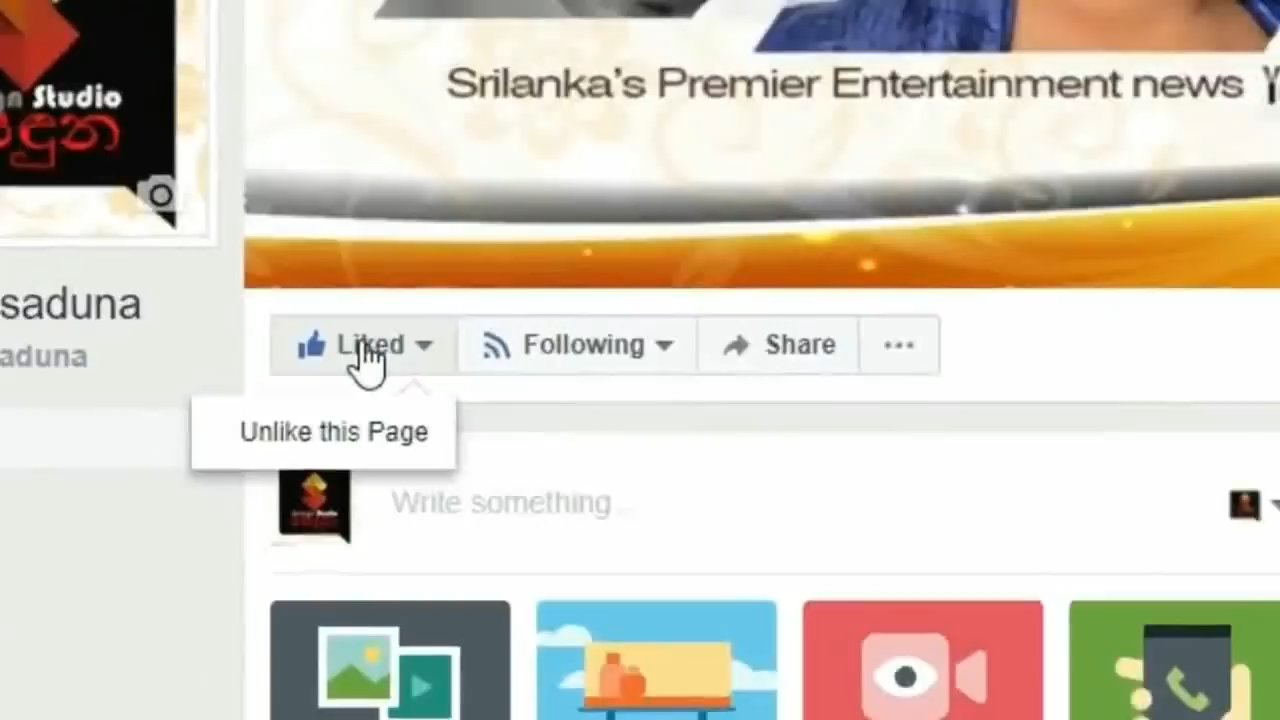 Srilanka's Premier Entertainment news
Studio
saduna
aduna
Liked
Following
Share
Unlike this Page
Write something...